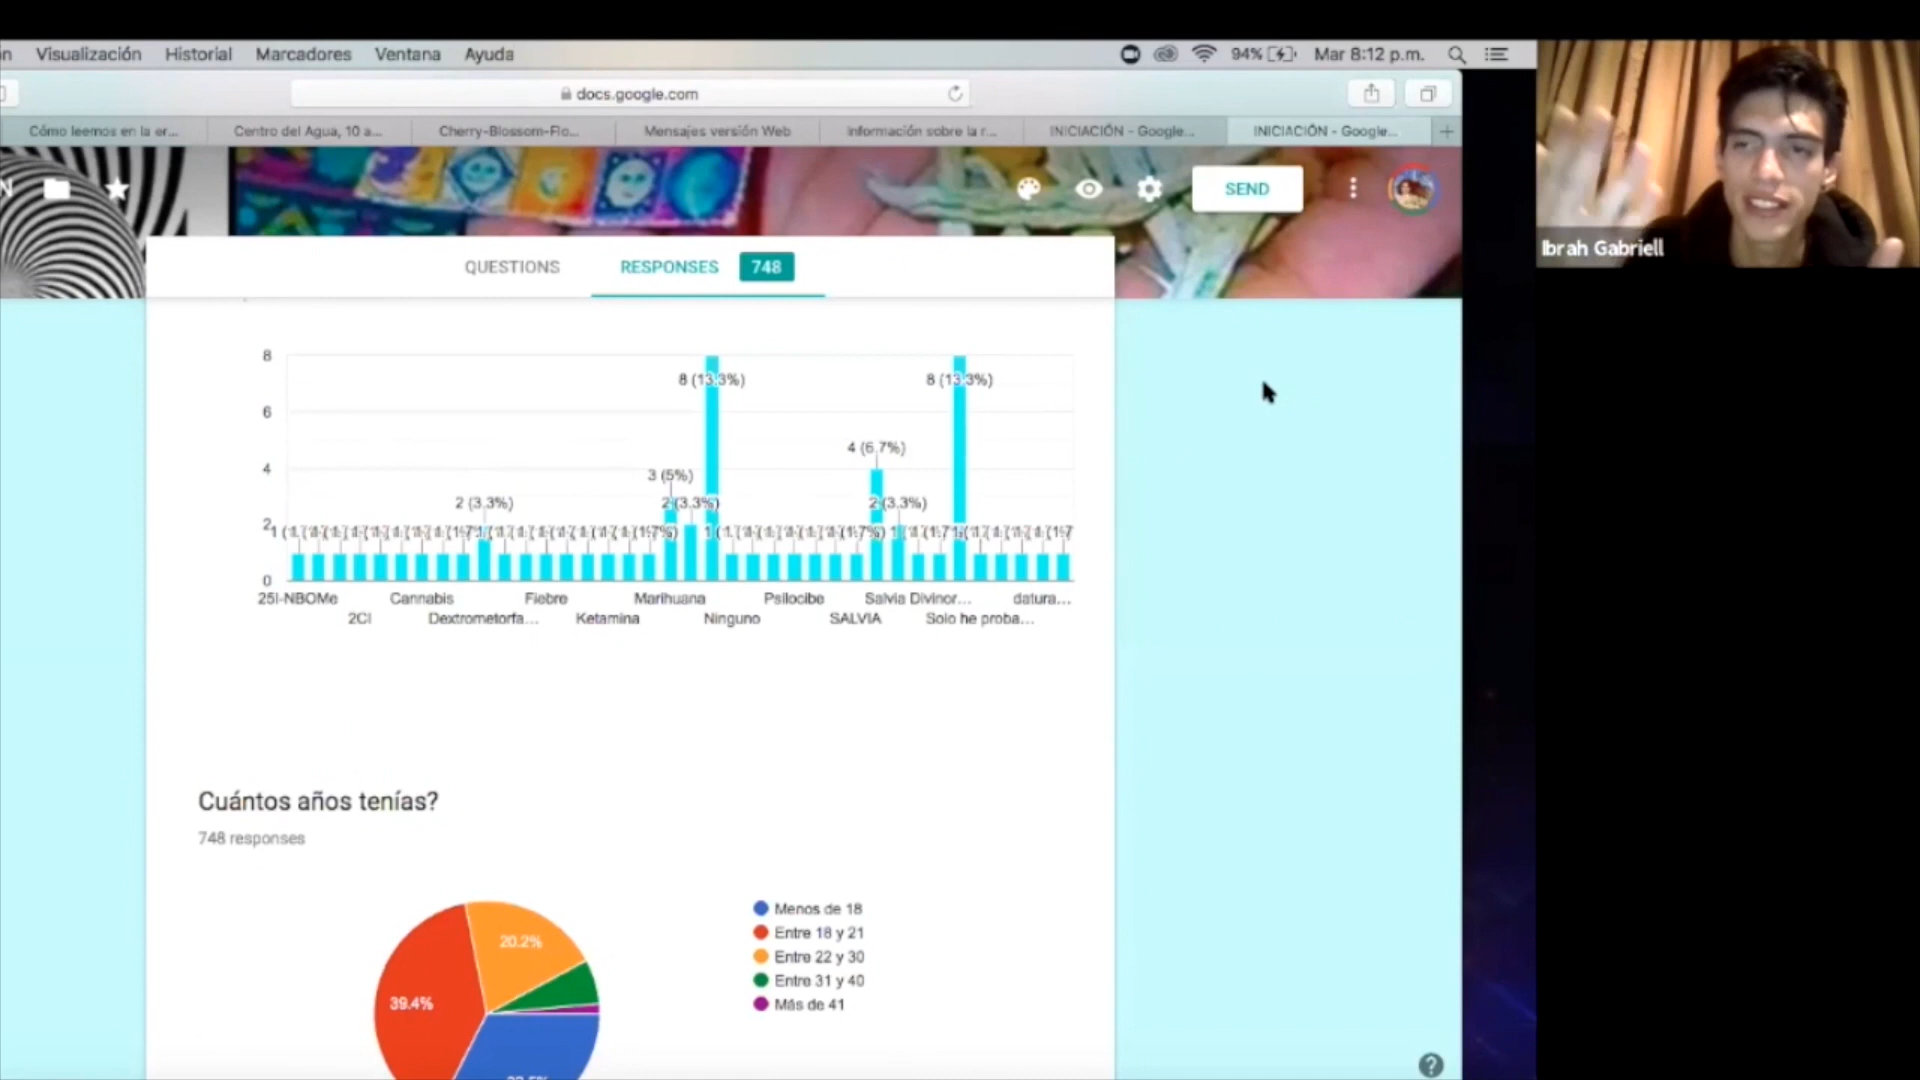 ón Visualización Historial Marcadores Ventana Ayuda 94% Mar 8:12 p.m.
docs.google.com
Cómo leemos en la er... Centro del Agua, 10 a... Cherry-Blossom-Flo... Mensajes versión Web Información sobre la r... INICIACIÓN - Google... INICIACIÓN - Google...
N SEND
Ibrah Gabriell
QUESTIONS RESPONSES 748
8
8 (13.3%) 8 (13.3%)
6
4 (6.7%)
4
3 (5%)
2 (3.3%) 2 (3.3%) 2 (3.3%)
2
0
25I-NBOMe Cannabis Fiebre Marihuana Psilocibe Salvia Divinor... datura...
2CI Dextrometorfa... Ketamina Ninguno SALVIA Solo he proba...
Cuántos años tenías?
748 responses
Menos de 18
Entre 18 y 21
20.2%
Entre 22 y 30
Entre 31 y 40
39.4%
Más de 41